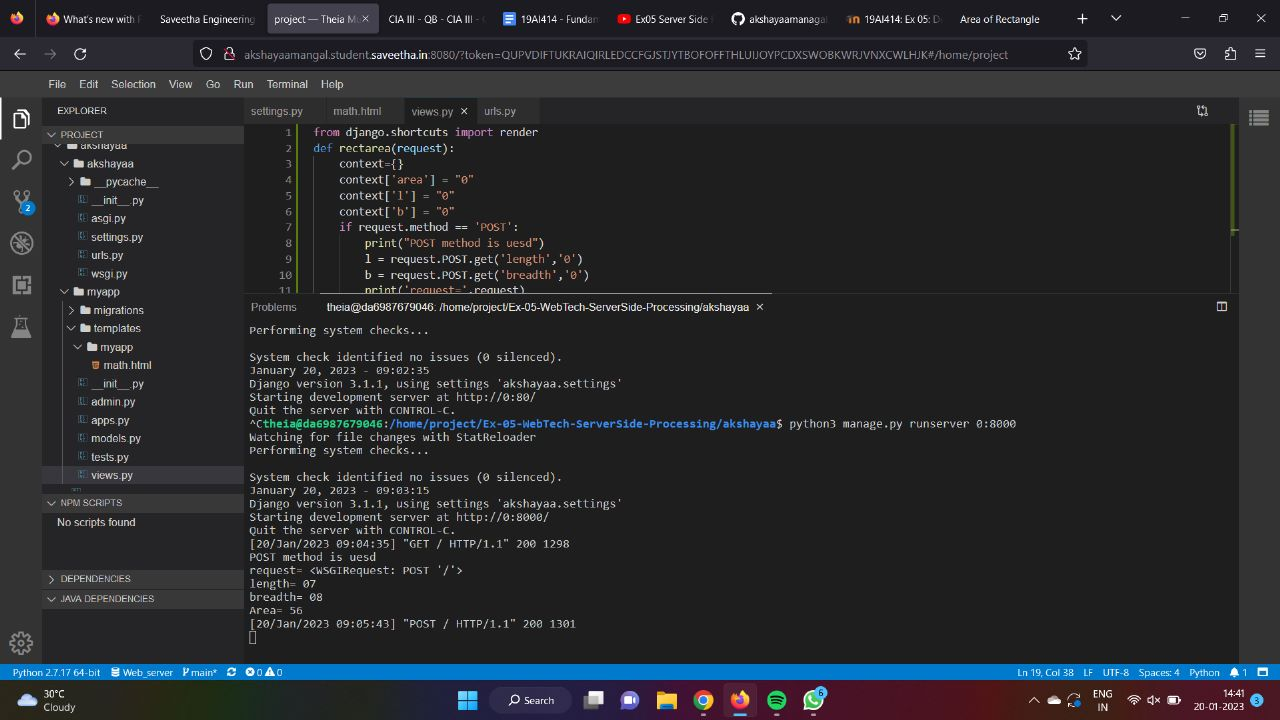 What's new with F
Saveetha Engineering
project — Theia Mu
CIA III - QB - CIA III - C
19AI414 - Fundan
Ex05 Server Side
akshayaamanagal
19AI414: Ex 05: D
Area of Rectangle
akshayaamangal.student.saveetha.in:8080/?token=QUPVDIFTUKRAIQIRLEDCCFGJSTJYTBOFOFFTHLUIJOYPCDXSWOBKWRJVNXCWLHJK#/home/project
File Edit Selection View Go Run Terminal Help
EXPLORER
settings.py math.html views.py urls.py
PROJECT
akshayaa
akshayaa
__pycache__
__init__.py
asgi.py
settings.py
urls.py
wsgi.py
myapp
migrations
templates
myapp
math.html
__init__.py
admin.py
apps.py
models.py
tests.py
views.py
NPM SCRIPTS
No scripts found
DEPENDENCIES
JAVA DEPENDENCIES
1 from django.shortcuts import render
2 def rectarea(request):
3 context={}
4 context['area'] = "0"
5 context['l'] = "0"
6 context['b'] = "0"
7 if request.method == 'POST':
8 print("POST method is uesd")
9 l = request.POST.get('length','0')
10 b = request.POST.get('breadth','0')
11 print('request=',request)
Problems theia@da6987679046: /home/project/Ex-05-WebTech-ServerSide-Processing/akshayaa
Performing system checks...
System check identified no issues (0 silenced).
January 20, 2023 - 09:02:35
Django version 3.1.1, using settings 'akshayaa.settings'
Starting development server at http://0:80/
Quit the server with CONTROL-C.
^Ctheia@da6987679046:/home/project/Ex-05-WebTech-ServerSide-Processing/akshayaa$ python3 manage.py runserver 0:8000
Watching for file changes with StatReloader
Performing system checks...
System check identified no issues (0 silenced).
January 20, 2023 - 09:03:15
Django version 3.1.1, using settings 'akshayaa.settings'
Starting development server at http://0:8000/
Quit the server with CONTROL-C.
[20/Jan/2023 09:04:35] "GET / HTTP/1.1" 200 1298
POST method is uesd
request= <WSGIRequest: POST '/'>
length= 07
breadth= 08
Area= 56
[20/Jan/2023 09:05:43] "POST / HTTP/1.1" 200 1301
2
Python 2.7.17 64-bit Web_server main* 0 0 Ln 19, Col 38 LF UTF-8 Spaces: 4 Python 1
30°C
Cloudy
Search
6
ENG
IN
14:41
20-01-2023
3